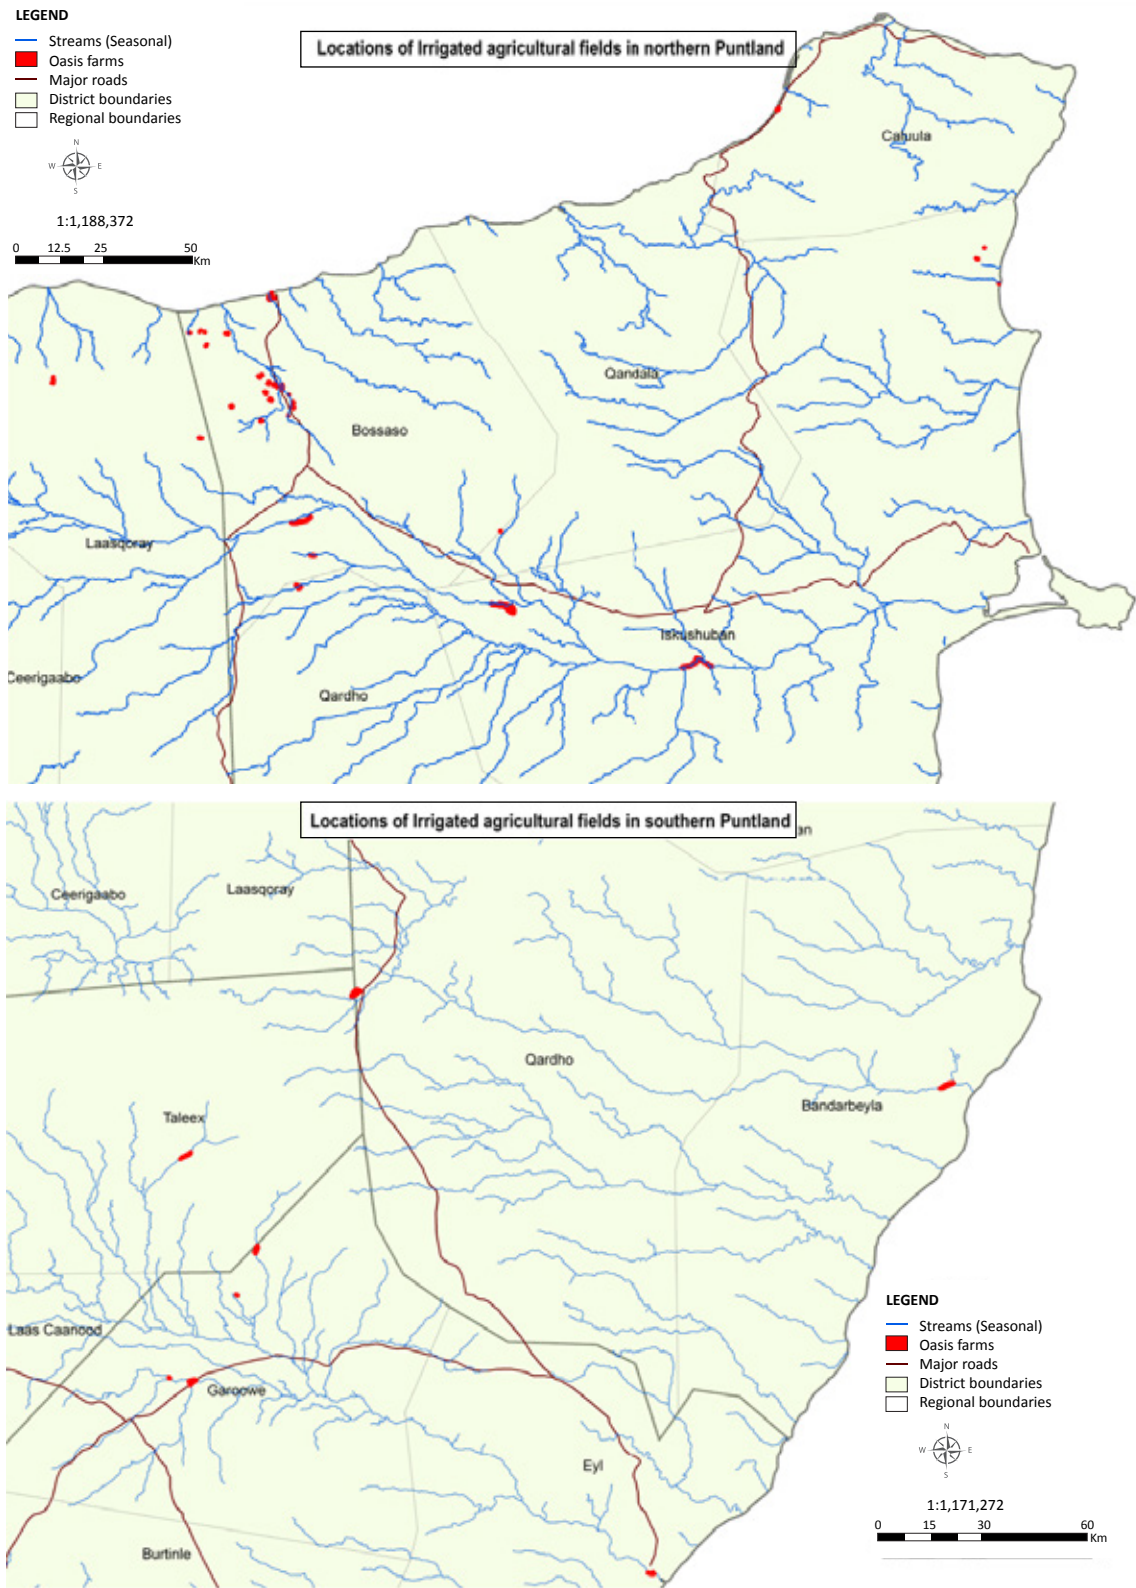 LEGEND
Streams (Seasonal)
Oasis farms
Major roads
District boundaries
Regional boundaries
N
W E
S
1:1,188,372
0 12.5 25 50
Km
Locations of Irrigated agricultural fields in northern Puntland
Caluula
Qandala
Bossaso
Laasqoray
Iskushuban
Ceerigaabo
Qardho
Locations of Irrigated agricultural fields in southern Puntland
an
Ceerigaabo
Laasqoray
Qardho
Bandarbeyla
Taleex
Laas Caanood
Garoowe
Eyl
Burtinle
LEGEND
Streams (Seasonal)
Oasis farms
Major roads
District boundaries
Regional boundaries
N
W E
S
1:1,171,272
0 15 30 60
Km